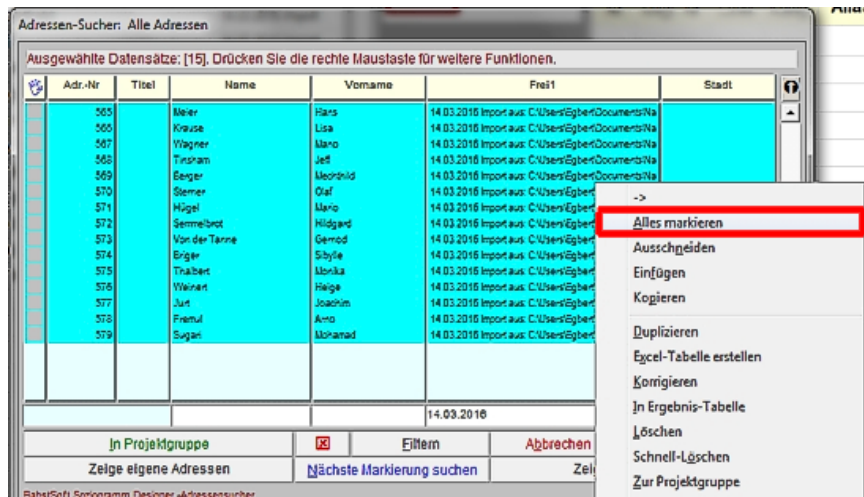 Adressen-Sucher: Alle Adressen
Ausgewählte Datensätze: [15]. Drücken Sie die rechte Maustaste für weitere Funktionen.
Adr.-Nr Titel Name Vorname Frei1 Stadt
565 Meier Hans 14.03.2016 Import aus: C:\Users\Egbert\Documents\Na
566 Krause Lisa 14.03.2016 Import aus: C:\Users\Egbert\Documents\Na
567 Wagner Mario 14.03.2016 Import aus: C:\Users\Egbert\Documents\Na
568 Tinsham Jeff 14.03.2016 Import aus: C:\Users\Egbert\Documents\Na
569 Berger Mechthild 14.03.2016 Import aus: C:\Users\Egbert\Documents\Na
570 Sterner Olaf 14.03.2016 Import aus: C:\Users\Egbert
571 Hügel Mario 14.03.2016 Import aus: C:\Users\Egbert
572 Semmelbrot Hildgard 14.03.2016 Import aus: C:\Users\Egbert
573 Von der Tanne Gernod 14.03.2016 Import aus: C:\Users\Egbert
574 Briger Sibylle 14.03.2016 Import aus: C:\Users\Egbert
575 Thalbert Monika 14.03.2016 Import aus: C:\Users\Egbert
576 Weinert Helge 14.03.2016 Import aus: C:\Users\Egbert
577 Jun Joachim 14.03.2016 Import aus: C:\Users\Egbert
578 Fremul Arno 14.03.2016 Import aus: C:\Users\Egbert
579 Sugari Mohamad 14.03.2016 Import aus: C:\Users\Egbert
14.03.2016
In Projektgruppe Filtern Abbrechen
Zeige eigene Adressen Nächste Markierung suchen Zei
BabstSoft Soziogramm Designer -Adressensucher
->
Alles markieren
Ausschneiden
Einfügen
Kopieren
Duplizieren
Excel-Tabelle erstellen
Korrigieren
In Ergebnis-Tabelle
Löschen
Schnell-Löschen
Zur Projektgruppe